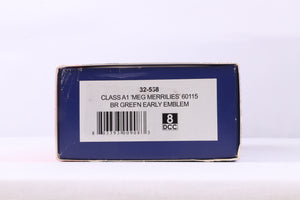 32-558
CLASS A1 'MEG MERRILIES' 60115
BR GREEN EARLY EMBLEM
8
DCC